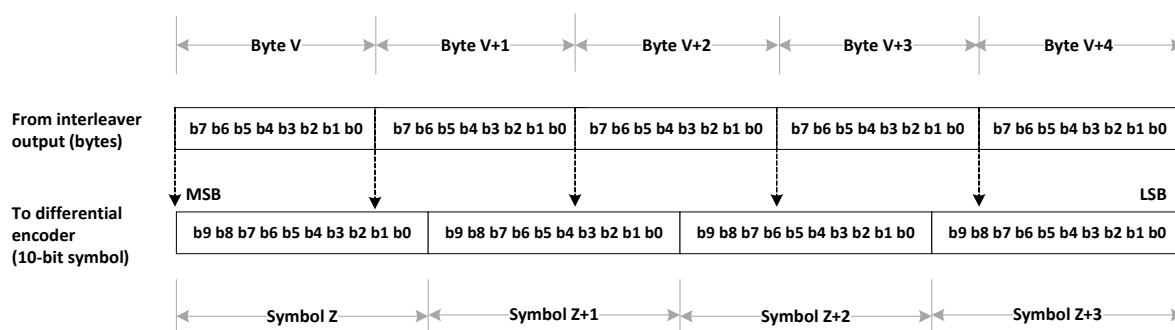 Byte V Byte V+1 Byte V+2 Byte V+3 Byte V+4
From interleaver
output (bytes)
b7 b6 b5 b4 b3 b2 b1 b0 b7 b6 b5 b4 b3 b2 b1 b0 b7 b6 b5 b4 b3 b2 b1 b0 b7 b6 b5 b4 b3 b2 b1 b0 b7 b6 b5 b4 b3 b2 b1 b0
MSB LSB
To differential
encoder
(10-bit symbol)
b9 b8 b7 b6 b5 b4 b3 b2 b1 b0 b9 b8 b7 b6 b5 b4 b3 b2 b1 b0 b9 b8 b7 b6 b5 b4 b3 b2 b1 b0 b9 b8 b7 b6 b5 b4 b3 b2 b1 b0
Symbol Z Symbol Z+1 Symbol Z+2 Symbol Z+3